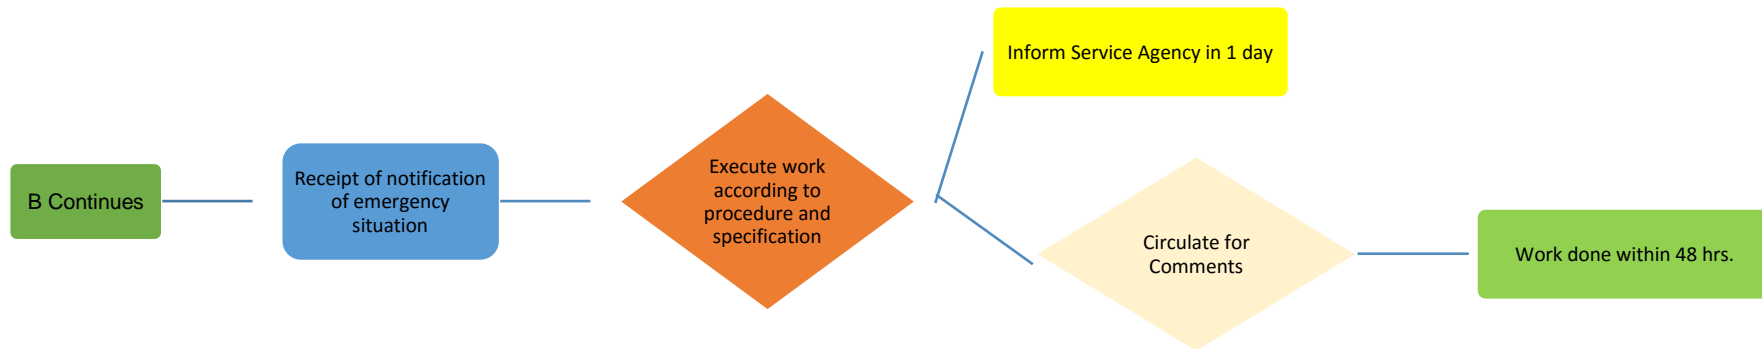 B Continues
Receipt of notification
of emergency
situation
Execute work
according to
procedure and
specification
Inform Service Agency in 1 day
Circulate for
Comments
Work done within 48 hrs.